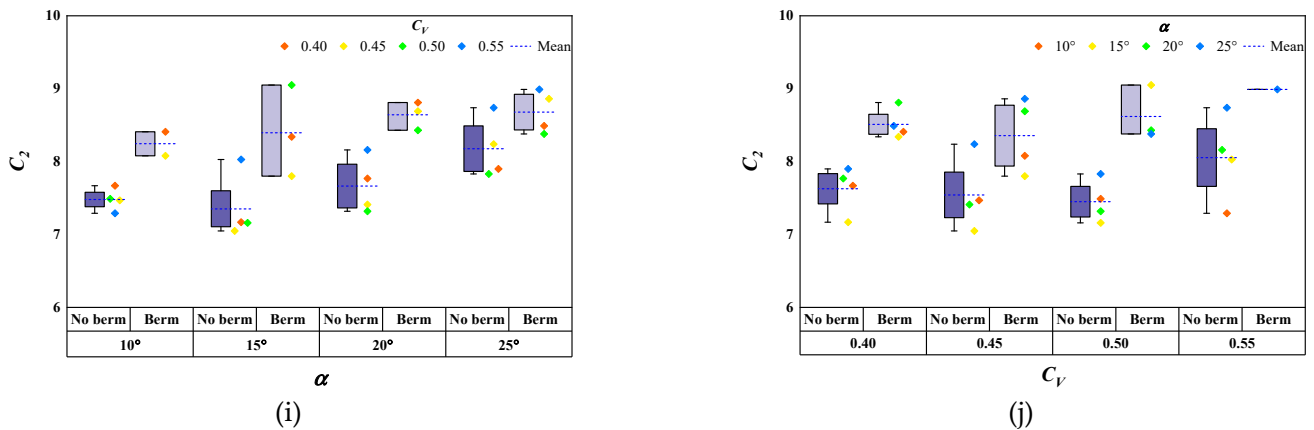 10
9
8
7
6
C₂
C_V
0.40 0.45 0.50 0.55 Mean
No berm Berm No berm Berm No berm Berm No berm Berm
10° 15° 20° 25°
α
(i)
10
9
8
7
6
C₂
α
10° 15° 20° 25° Mean
No berm Berm No berm Berm No berm Berm No berm Berm
0.40 0.45 0.50 0.55
C_V
(j)